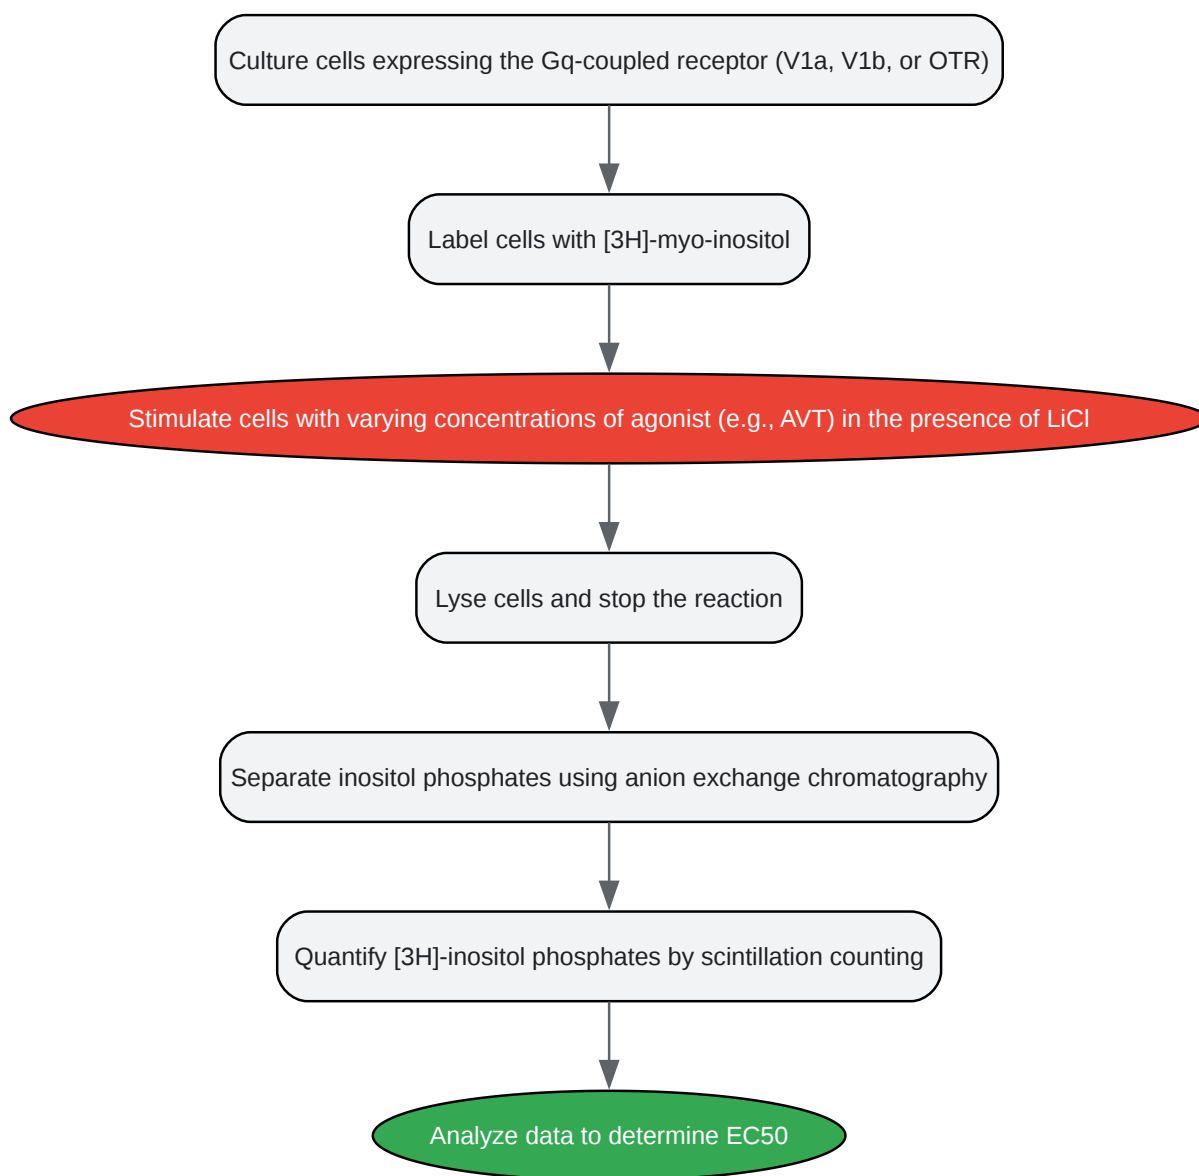 Culture cells expressing the Gq-coupled receptor (V1a, V1b, or OTR)
Label cells with [3H]-myo-inositol
Stimulate cells with varying concentrations of agonist (e.g., AVT) in the presence of LiCl
Lyse cells and stop the reaction
Separate inositol phosphates using anion exchange chromatography
Quantify [3H]-inositol phosphates by scintillation counting
Analyze data to determine EC50